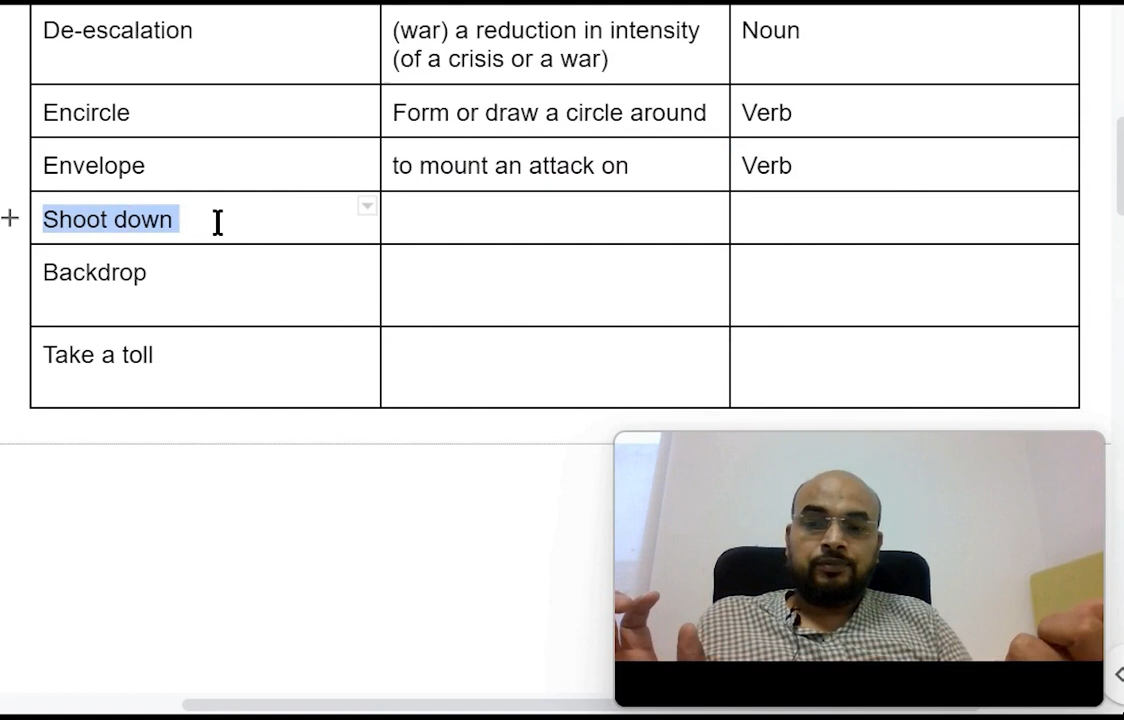 De-escalation
(war) a reduction in intensity
(of a crisis or a war)
Noun
Encircle
Form or draw a circle around
Verb
Envelope
to mount an attack on
Verb
Shoot down
Backdrop
Take a toll